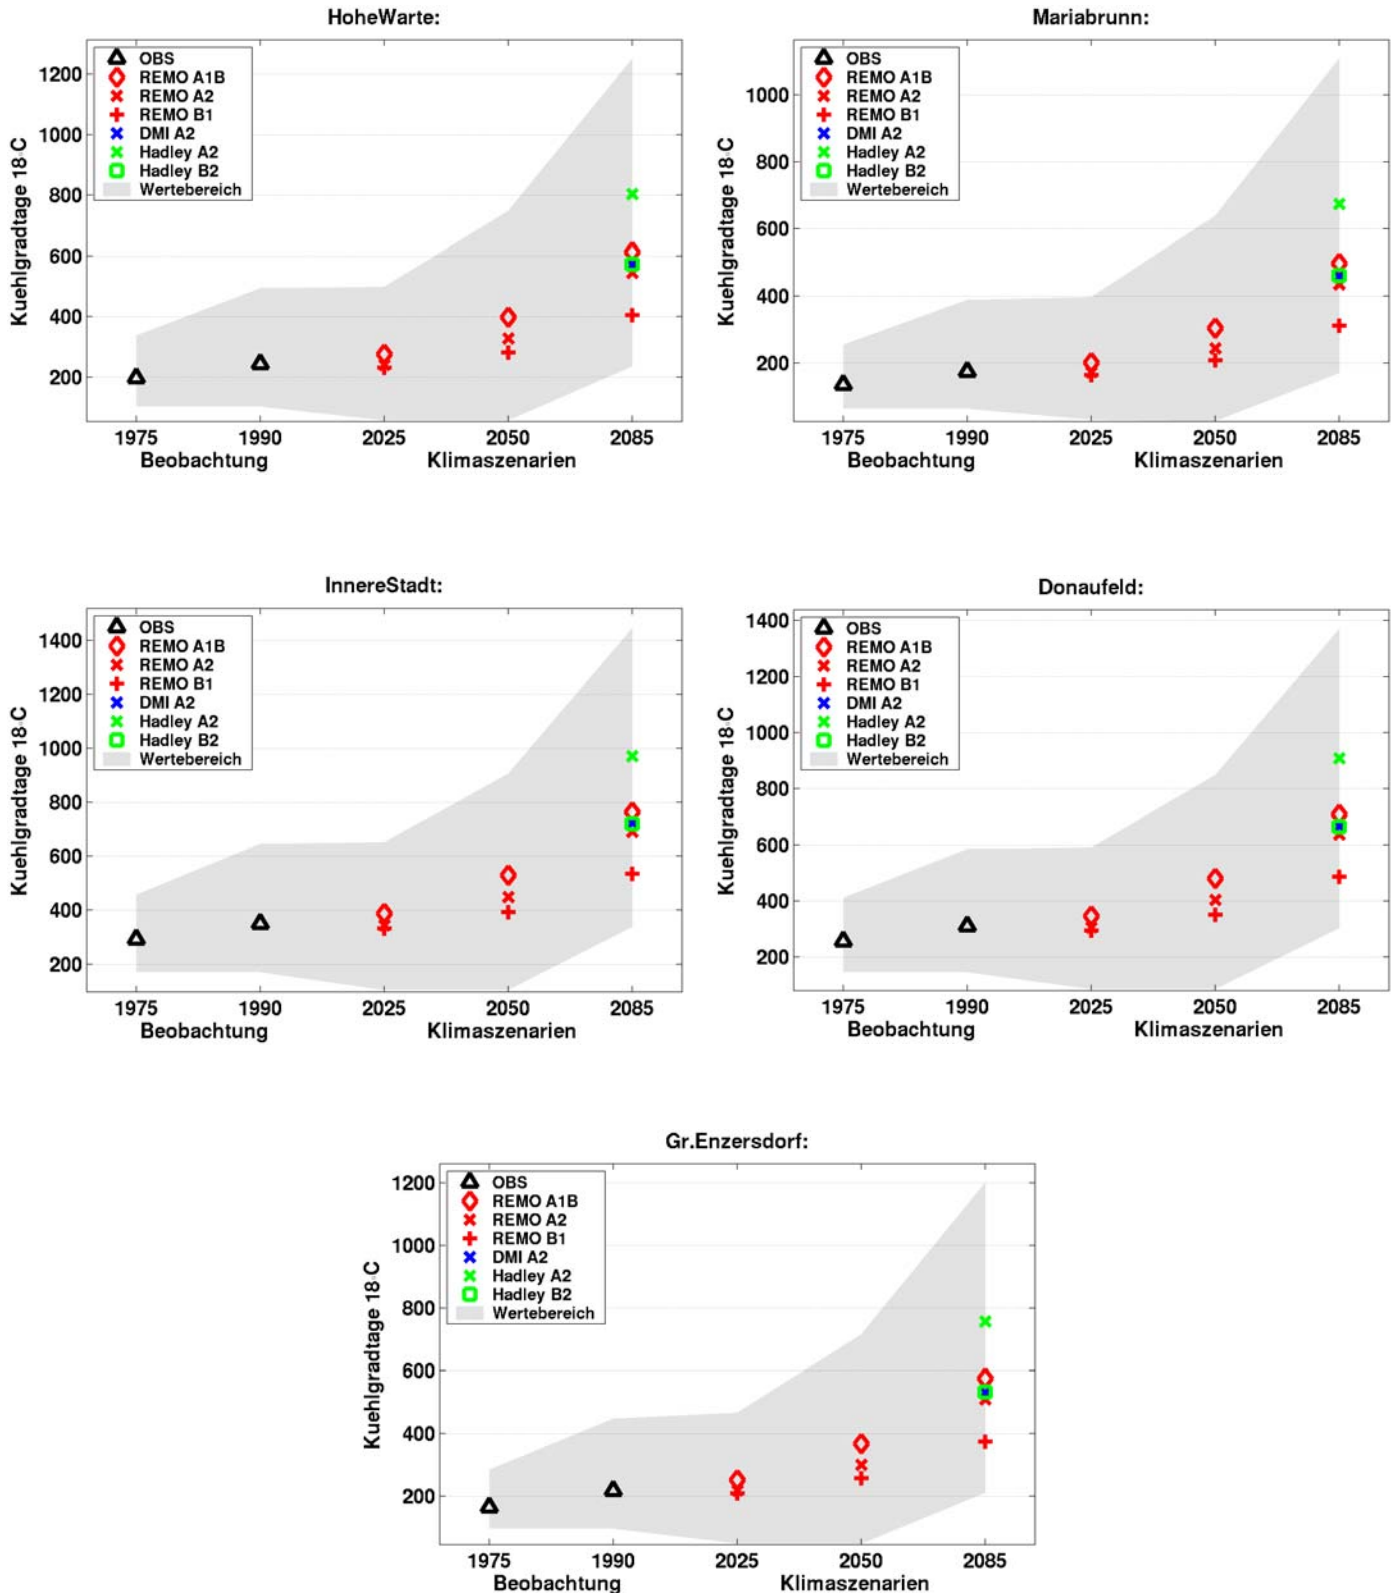 HoheWarte:
Kuehlgradtage 18◦C
1200
1000
800
600
400
200
OBS
REMO A1B
REMO A2
REMO B1
DMI A2
Hadley A2
Hadley B2
Wertebereich
1975 1990 2025 2050 2085
Beobachtung Klimaszenarien
Mariabrunn:
Kuehlgradtage 18◦C
1000
800
600
400
200
OBS
REMO A1B
REMO A2
REMO B1
DMI A2
Hadley A2
Hadley B2
Wertebereich
1975 1990 2025 2050 2085
Beobachtung Klimaszenarien
InnereStadt:
Kuehlgradtage 18◦C
1400
1200
1000
800
600
400
200
OBS
REMO A1B
REMO A2
REMO B1
DMI A2
Hadley A2
Hadley B2
Wertebereich
1975 1990 2025 2050 2085
Beobachtung Klimaszenarien
Donaufeld:
Kuehlgradtage 18◦C
1400
1200
1000
800
600
400
200
OBS
REMO A1B
REMO A2
REMO B1
DMI A2
Hadley A2
Hadley B2
Wertebereich
1975 1990 2025 2050 2085
Beobachtung Klimaszenarien
Gr.Enzersdorf:
Kuehlgradtage 18◦C
1200
1000
800
600
400
200
OBS
REMO A1B
REMO A2
REMO B1
DMI A2
Hadley A2
Hadley B2
Wertebereich
1975 1990 2025 2050 2085
Beobachtung Klimaszenarien